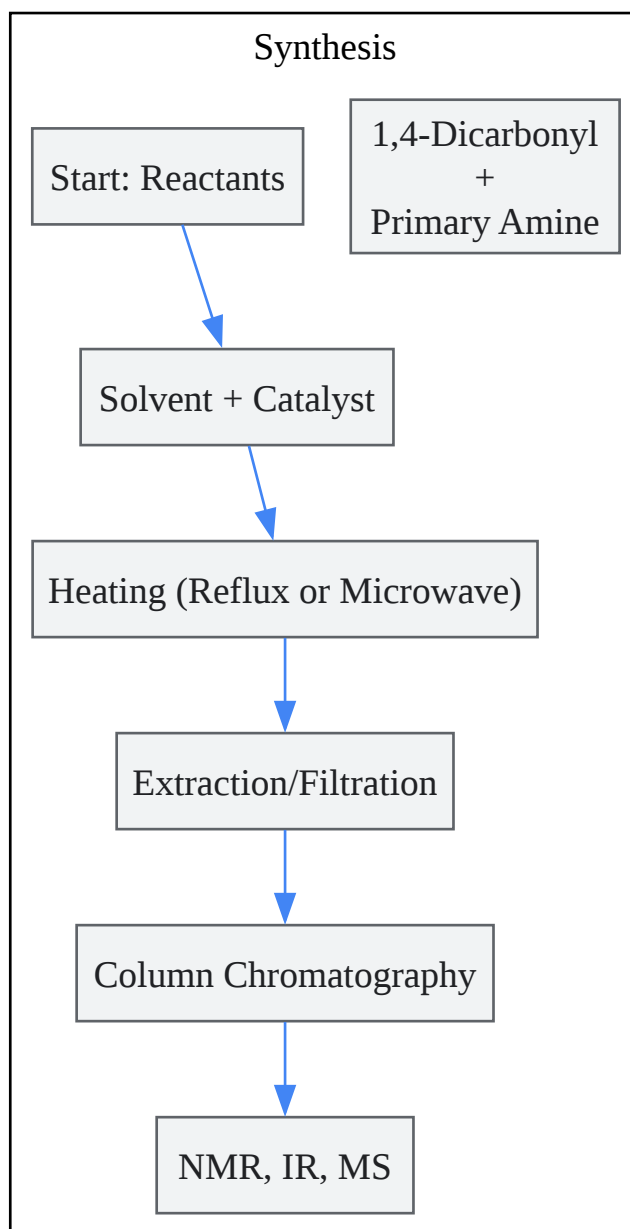 Synthesis
Start: Reactants
1,4-Dicarbonyl
+
Primary Amine
Solvent + Catalyst
Heating (Reflux or Microwave)
Extraction/Filtration
Column Chromatography
NMR, IR, MS